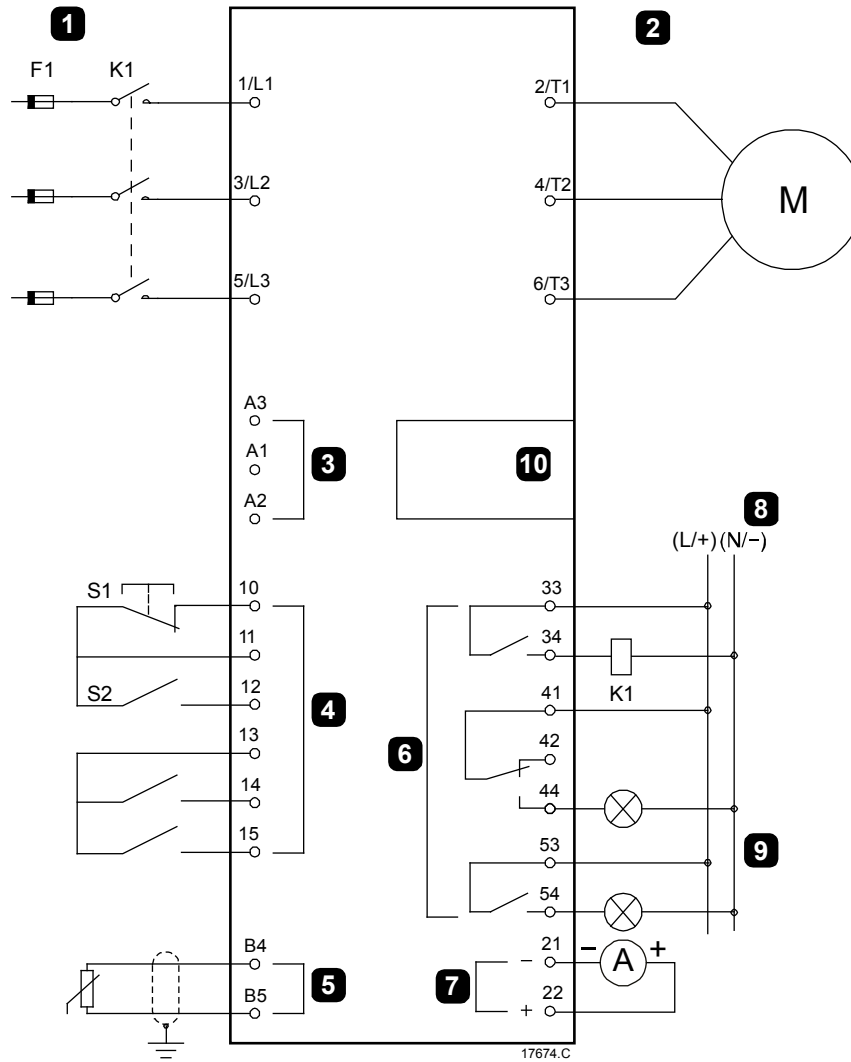 1
2
F1 K1
1/L1
2/T1
3/L2
4/T2
M
5/L3
6/T3
A3
A1
3
10
A2
8
(L/+) (N/−)
S1
10
33
11
34
S2
12
K1
4
41
13
6
42
14
44
15
53
9
54
B4
21
− A +
5
7
−
B5
22
+
17674.C